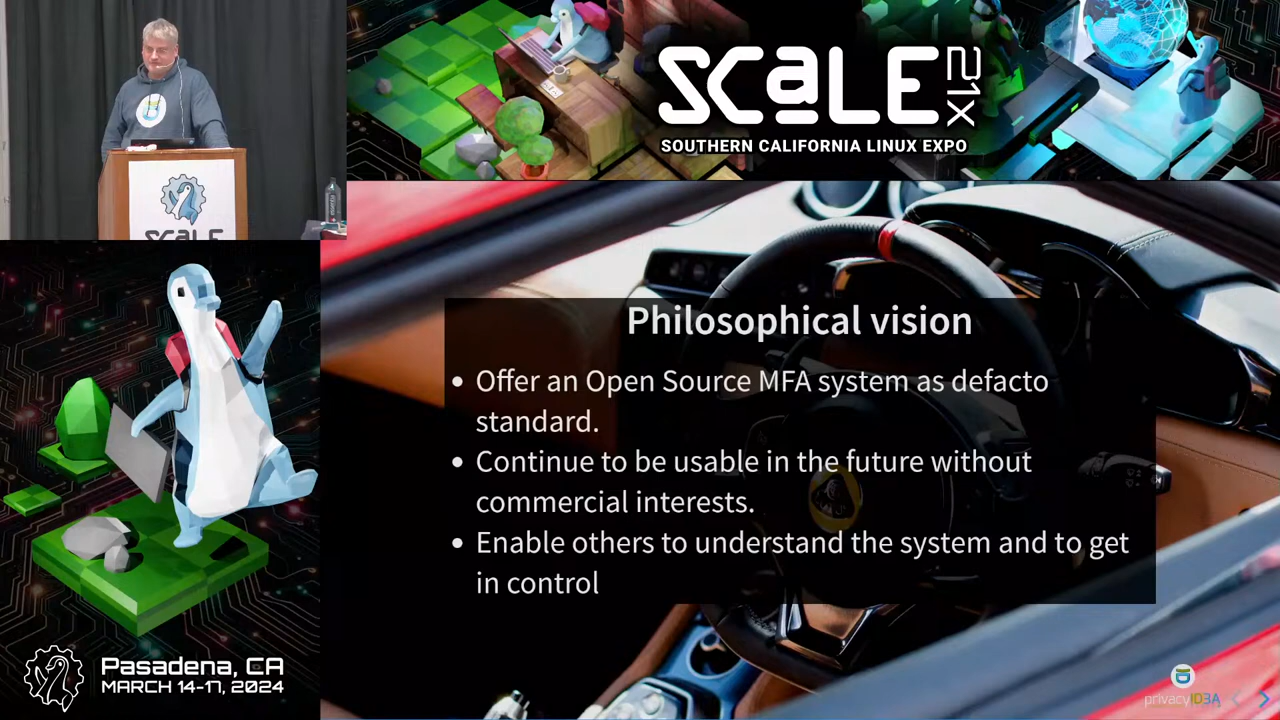 SCALE
21x
SOUTHERN CALIFORNIA LINUX EXPO
SCALE
Philosophical vision
• Offer an Open Source MFA system as defacto
standard.
• Continue to be usable in the future without
commercial interests.
• Enable others to understand the system and to get
in control
Pasadena, CA
MARCH 14-17, 2024
privacyIDEA